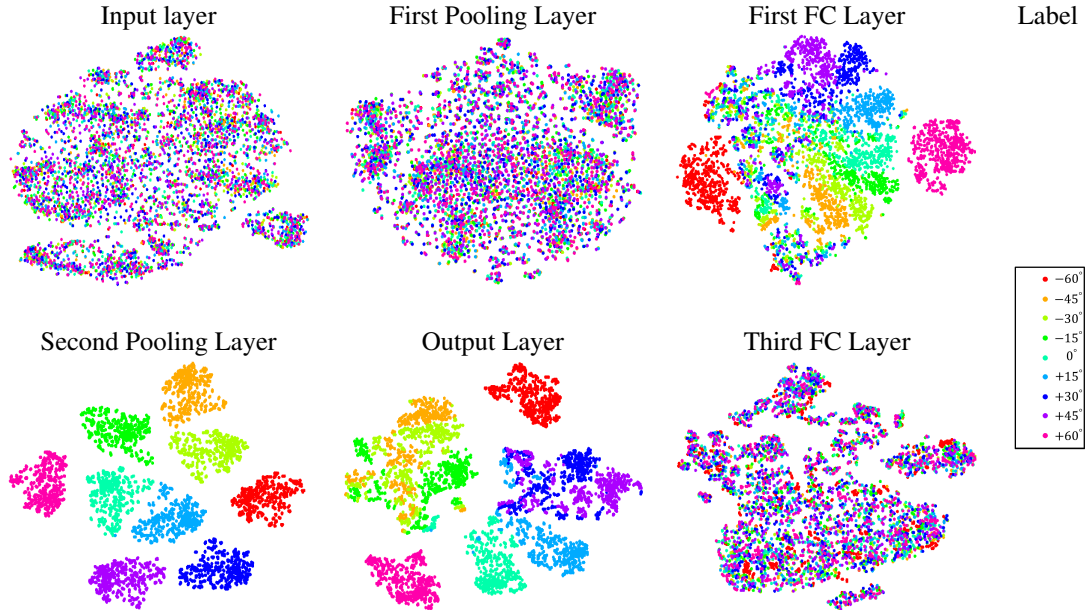 Input layer
First Pooling Layer
First FC Layer
Label
−60°
−45°
−30°
−15°
0°
+15°
+30°
+45°
+60°
Second Pooling Layer
Output Layer
Third FC Layer